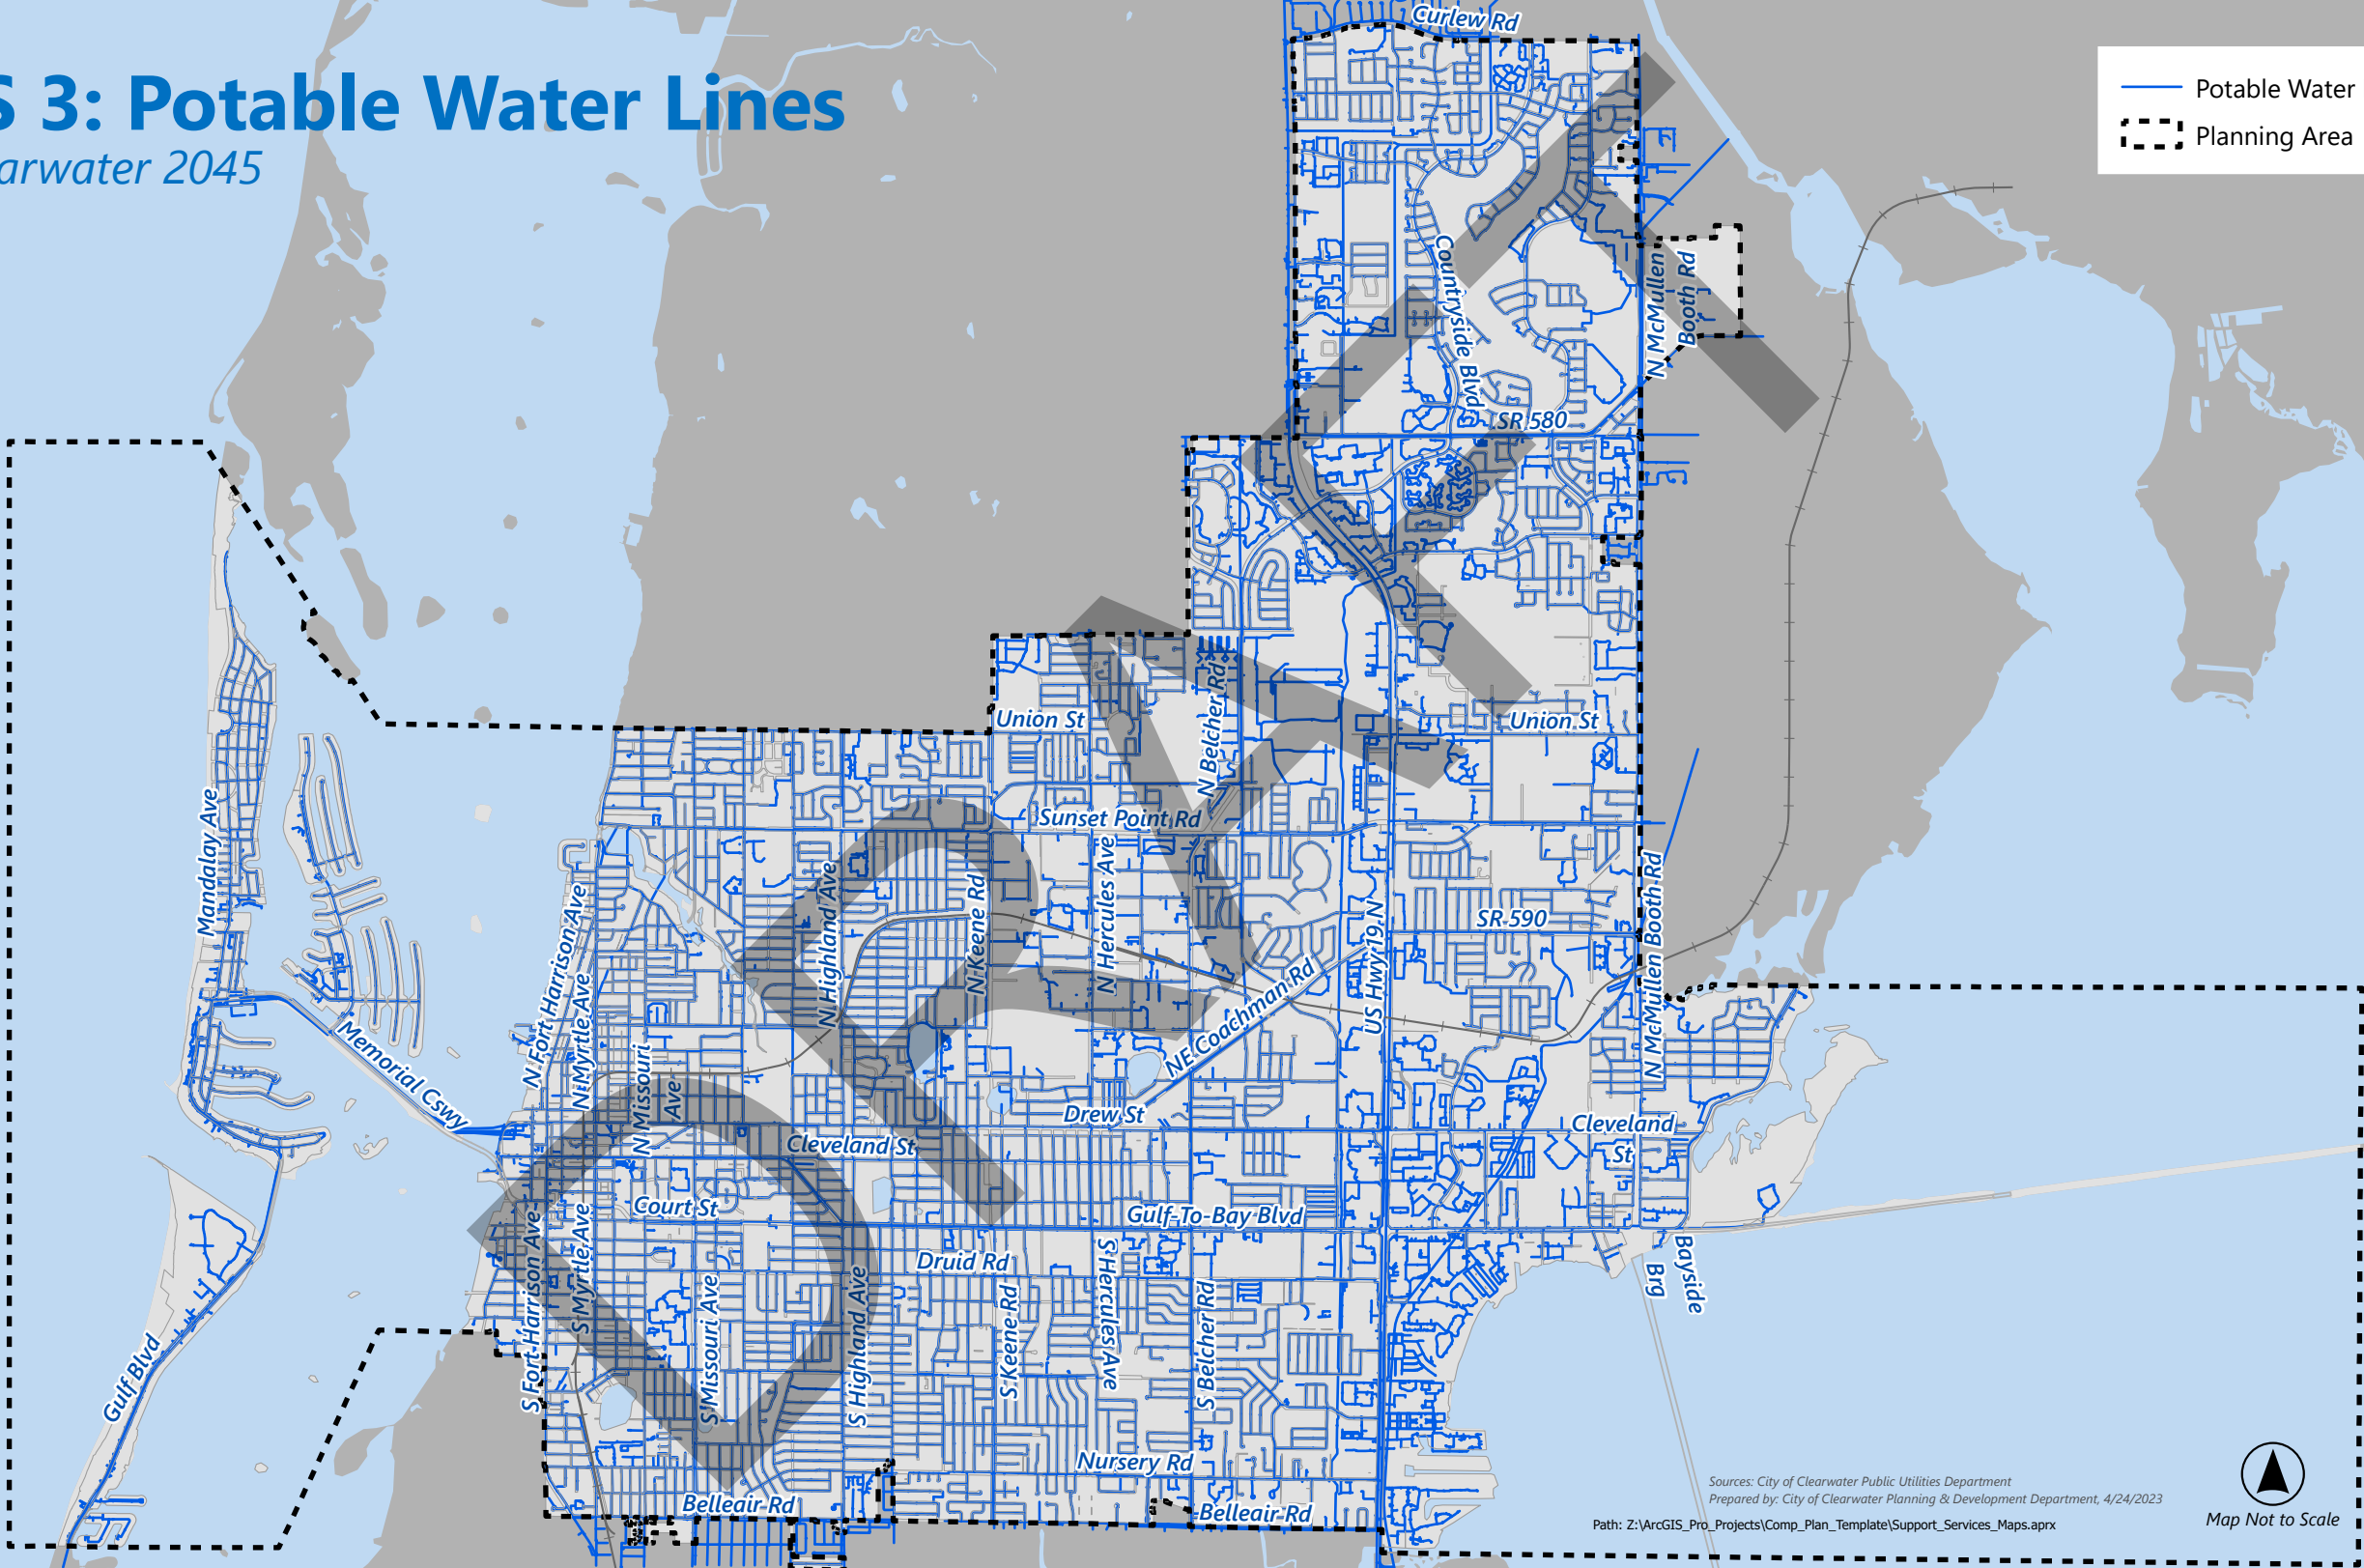 S 3: Potable Water Lines
arwater 2045
Potable Water
Planning Area
Curlew Rd
Countryside Blvd
N McMullen
Booth Rd
SR 580
Union St
Union St
N Belcher Rd
Sunset Point Rd
Mandalay Ave
N Fort Harrison Ave
N Myrtle Ave
N Highland Ave
N Keene Rd
N Hercules Ave
SR 590
US Hwy 19 N
N McMullen Booth Rd
NE Coachman Rd
Memorial Cswy
N Missouri
Ave
Drew St
Cleveland St
Cleveland
St
Court St
Gulf-To-Bay Blvd
Druid Rd
S Fort Harrison Ave
S Myrtle Ave
S Missouri Ave
S Highland Ave
S Keene Rd
S Hercules Ave
S Belcher Rd
Bayside
Brg
Gulf Blvd
Nursery Rd
Belleair Rd
Belleair Rd
DRAFT
Sources: City of Clearwater Public Utilities Department
Prepared by: City of Clearwater Planning & Development Department, 4/24/2023
Path: Z:\ArcGIS_Pro_Projects\Comp_Plan_Template\Support_Services_Maps.aprx
Map Not to Scale